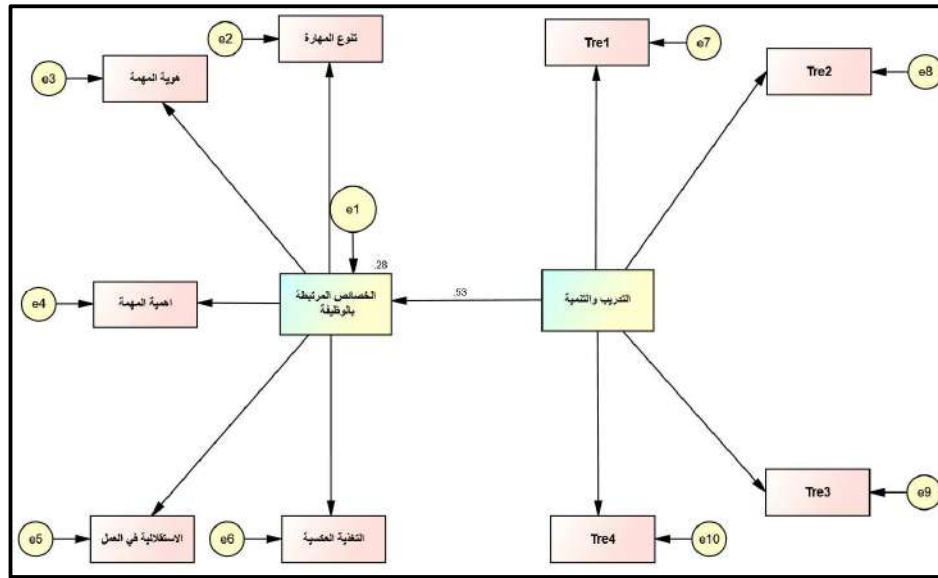 e2
تنوع المهارة
Tre1
e7
e3
هوية المهمة
Tre2
e8
e1
.28
الخصائص المرتبطة
بالوظيفة
.53
التدريب والتنمية
e4
اهمية المهمة
Tre3
e9
e5
الاستقلالية في العمل
e6
التغذية العكسية
Tre4
e10